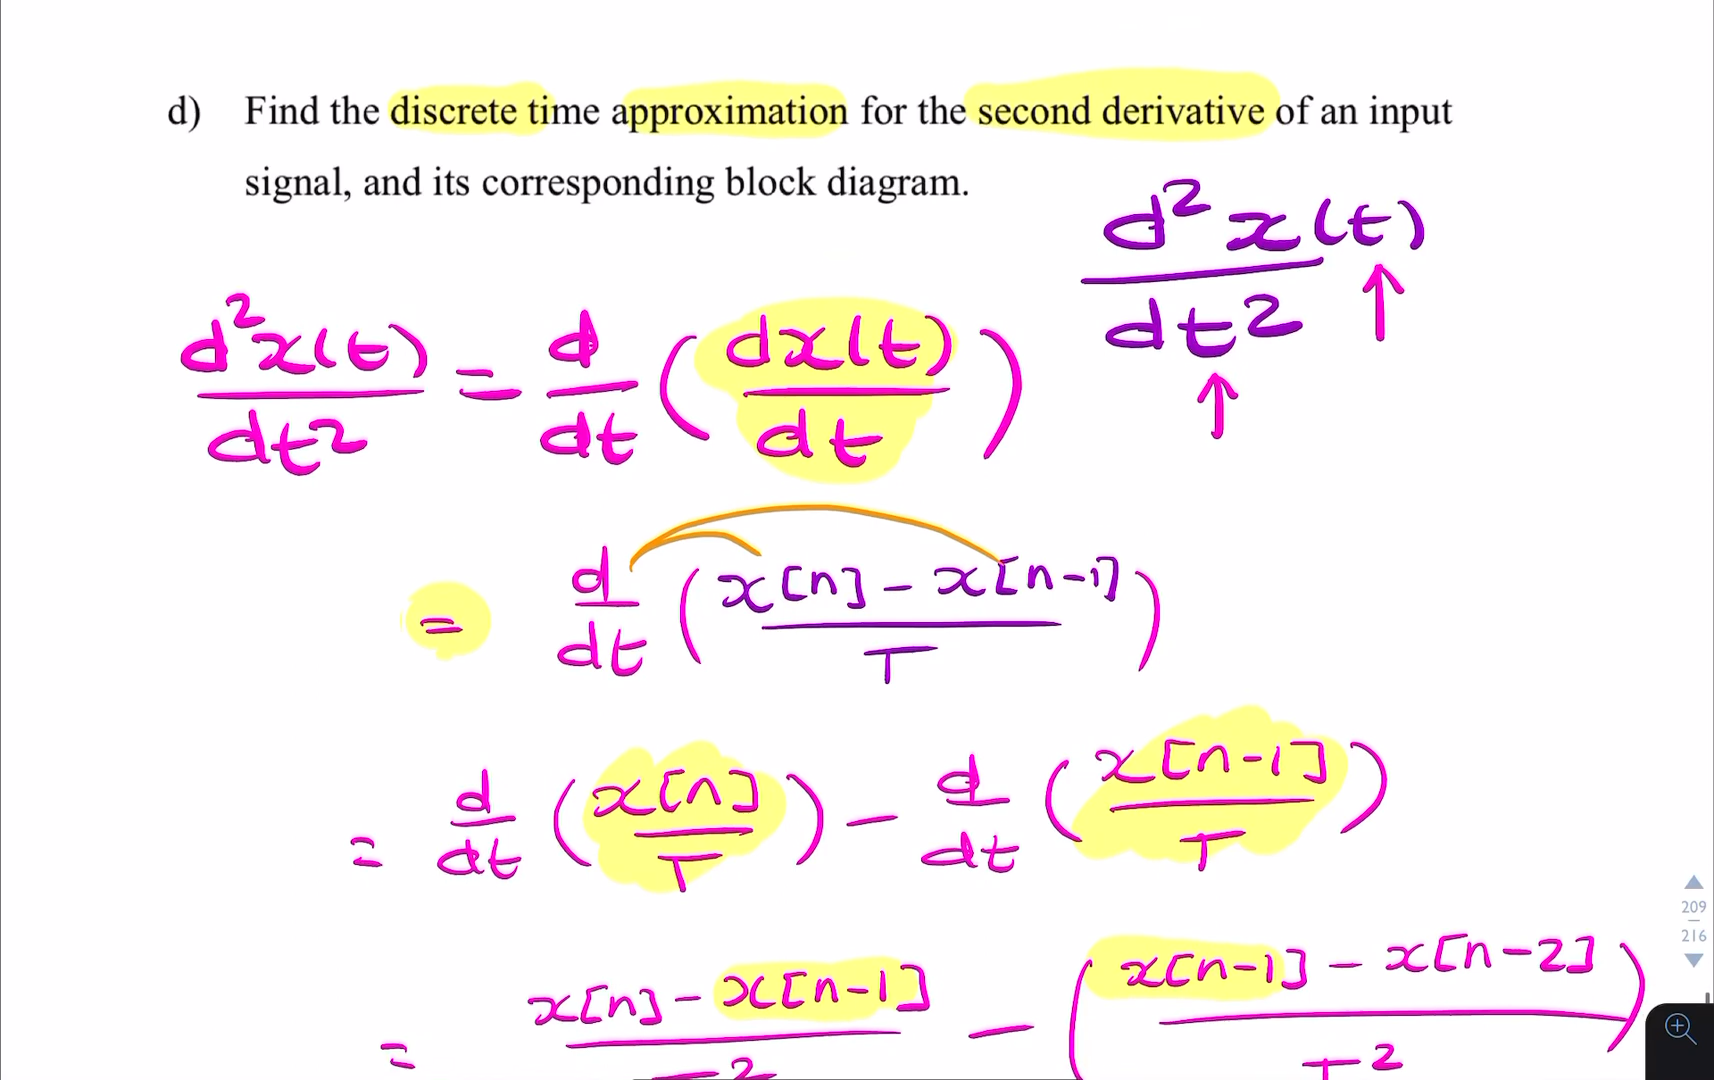 d) Find the discrete time approximation for the second derivative of an input
signal, and its corresponding block diagram.
d²x(t)/dt²
d²x(t)/dt² = d/dt (dx(t)/dt)
= d/dt (x[n] - x[n-1]/T)
= d/dt (x[n]/T) - d/dt (x[n-1]/T)
= x[n] - x[n-1]/T² - (x[n-1] - x[n-2]/T²)
209
216